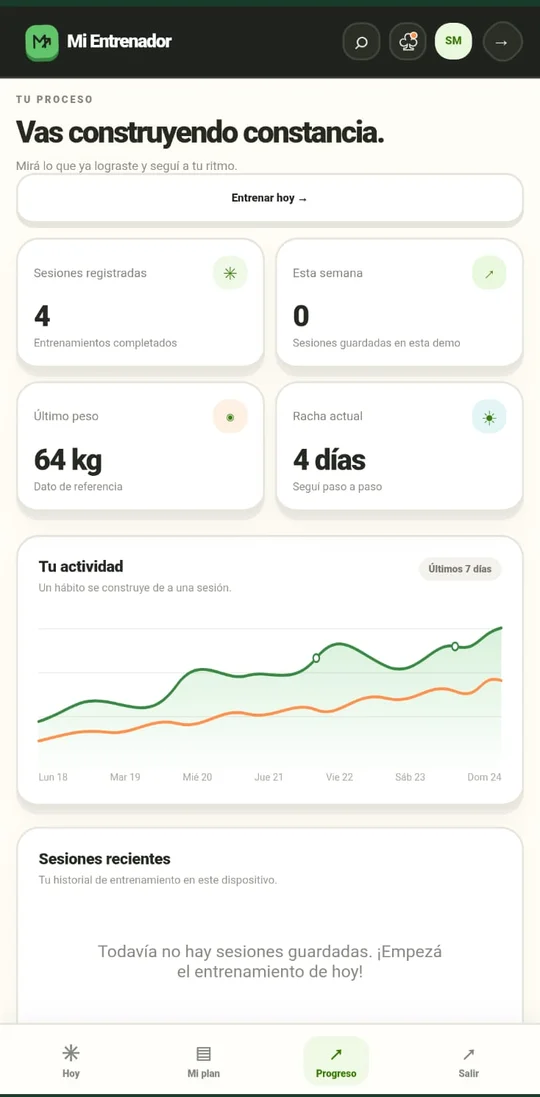 Mi Entrenador
SM
→
TU PROCESO
Vas construyendo constancia.
Mirá lo que ya lograste y seguí a tu ritmo.
Entrenar hoy →
Sesiones registradas
4
Entrenamientos completados
Esta semana
↗
0
Sesiones guardadas en esta demo
Último peso
64 kg
Dato de referencia
Racha actual
4 días
Seguí paso a paso
Tu actividad
Últimos 7 días
Un hábito se construye de a una sesión.
Lun 18 Mar 19 Mié 20 Jue 21 Vie 22 Sáb 23 Dom 24
Sesiones recientes
Tu historial de entrenamiento en este dispositivo.
Todavía no hay sesiones guardadas. ¡Empezá
el entrenamiento de hoy!
Hoy Mi plan Progreso Salir